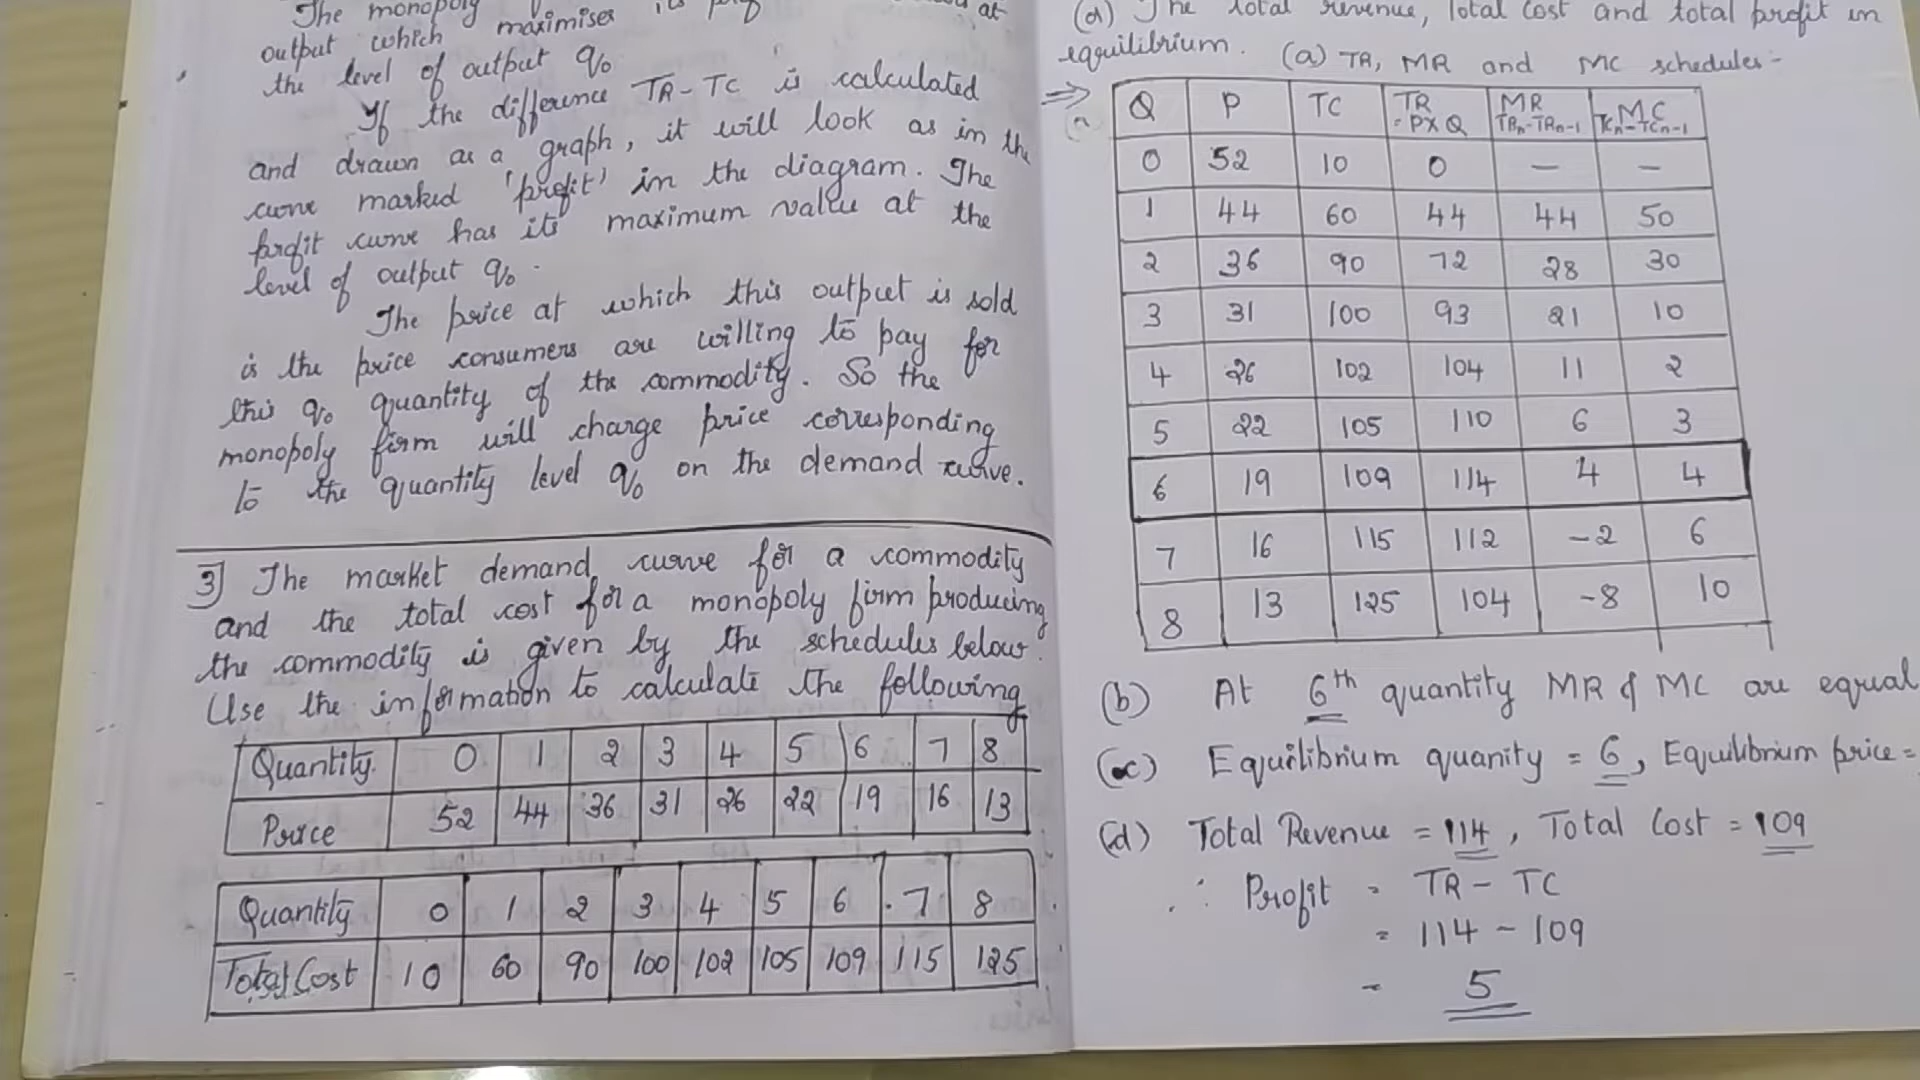 The monopoly
output which maximises its at
the level of output q0
If the difference TR-TC is calculated
and drawn as a graph, it will look as in the
curve marked 'profit' in the diagram. The
profit curve has its maximum value at the
level of output q0.
The price at which this output is sold
is the price consumers are willing to pay for
this q0 quantity of the commodity. So the
monopoly firm will charge price corresponding
to the quantity level q0 on the demand curve.
3] The market demand curve for a commodity
and the total cost for a monopoly firm producing
the commodity is given by the schedules below.
Use the information to calculate the following
Quantity 0 1 2 3 4 5 6 7 8
Price 52 44 36 31 26 22 19 16 13
Quantity 0 1 2 3 4 5 6 7 8
Total Cost 10 60 90 100 102 105 109 115 125
(d) The total revenue, Total Cost and total profit in
equilibrium. (a) TR, MR and MC schedules:-
Q P TC TR = P×Q MR TRn-TRn-1 MC TCn-TCn-1
0 52 10 0 — —
1 44 60 44 44 50
2 36 90 72 28 30
3 31 100 93 21 10
4 26 102 104 11 2
5 22 105 110 6 3
6 19 109 114 4 4
7 16 115 112 -2 6
8 13 125 104 -8 10
(b) At 6th quantity MR & MC are equal
(c) Equilibrium quanity = 6, Equilibrium price =
(d) Total Revenue = 114, Total Cost = 109
∴ Profit = TR - TC
= 114 - 109
= 5